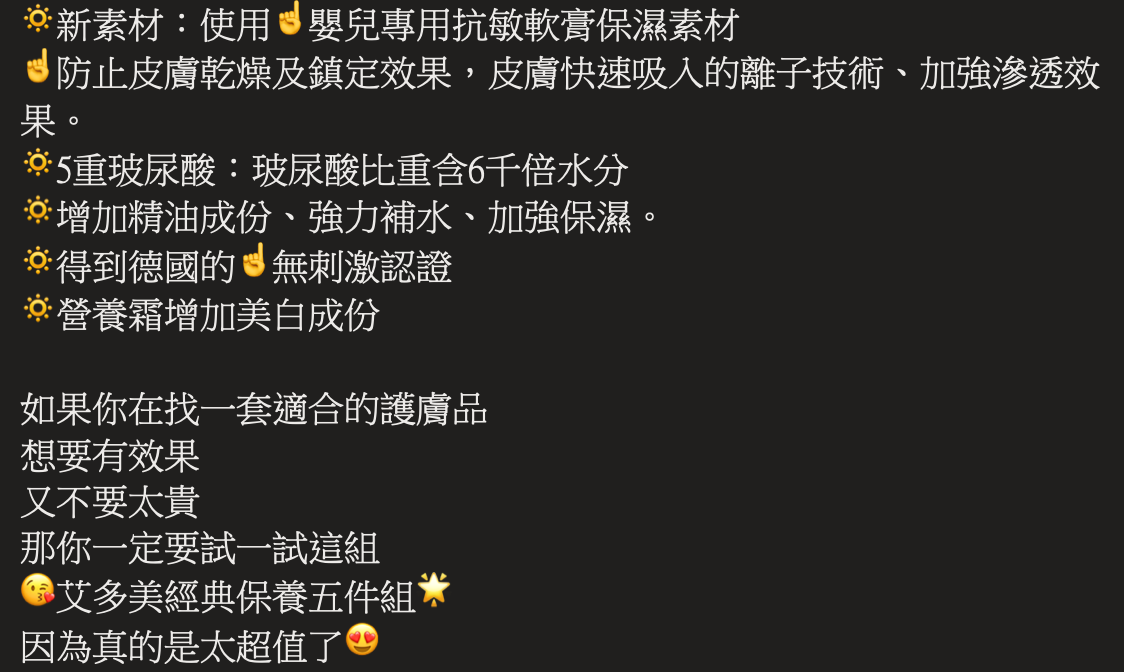 🔅新素材：使用☝️嬰兒專用抗敏軟膏保濕素材
☝️防止皮膚乾燥及鎮定效果，皮膚快速吸入的離子技術、加強滲透效
果。
🔅5重玻尿酸：玻尿酸比重含6千倍水分
🔅增加精油成份、強力補水、加強保濕。
🔅得到德國的☝️無刺激認證
🔅營養霜增加美白成份
如果你在找一套適合的護膚品
想要有效果
又不要太貴
那你一定要試一試這組
😘艾多美經典保養五件組🌟
因為真的是太超值了😍